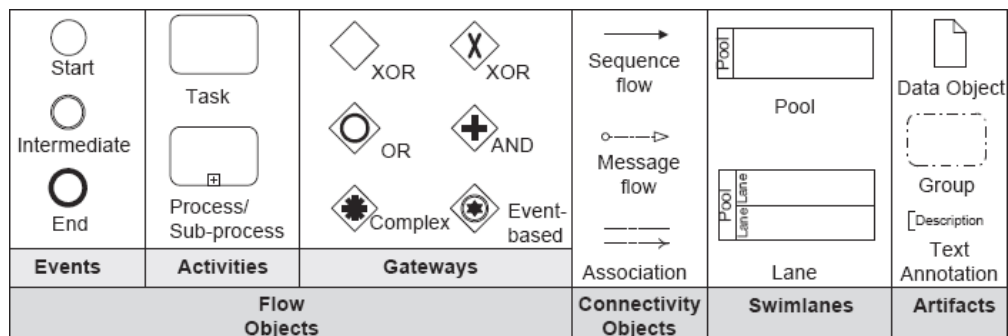 Start
Intermediate
End
Events
Task
Process/
Sub-process
Activities
X
XOR
XOR
OR
AND
Complex
Event-
based
Gateways
Flow
Objects
Sequence
flow
Message
flow
Association
Connectivity
Objects
Pool
Pool
Pool
Lane
Lane
Lane
Swimlanes
Data Object
Group
Description
Text
Annotation
Artifacts